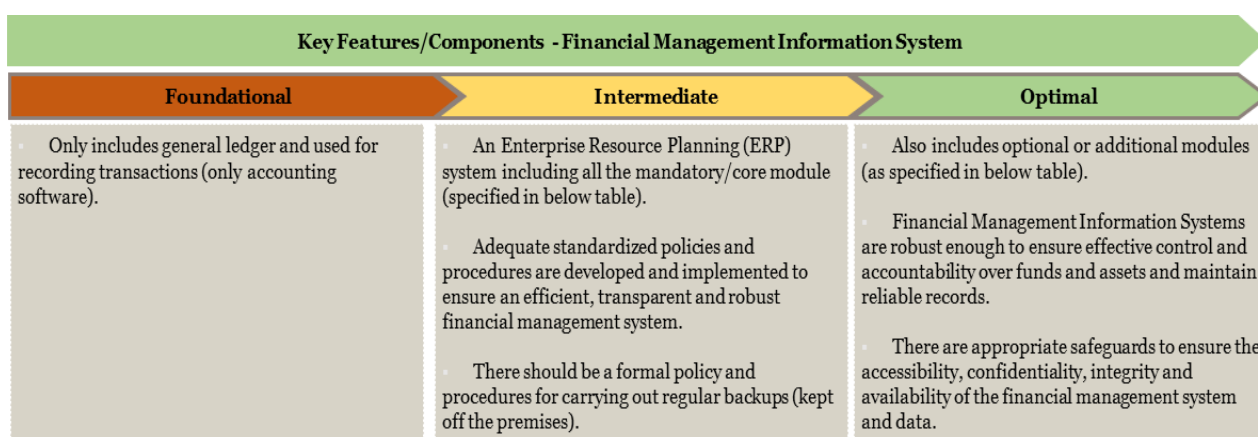 Key Features/Components - Financial Management Information System
Foundational
Intermediate
Optimal
Only includes general ledger and used for
recording transactions (only accounting
software).
An Enterprise Resource Planning (ERP)
system including all the mandatory/core module
(specified in below table).
Adequate standardized policies and
procedures are developed and implemented to
ensure an efficient, transparent and robust
financial management system.
There should be a formal policy and
procedures for carrying out regular backups (kept
off the premises).
Also includes optional or additional modules
(as specified in below table).
Financial Management Information Systems
are robust enough to ensure effective control and
accountability over funds and assets and maintain
reliable records.
There are appropriate safeguards to ensure the
accessibility, confidentiality, integrity and
availability of the financial management system
and data.